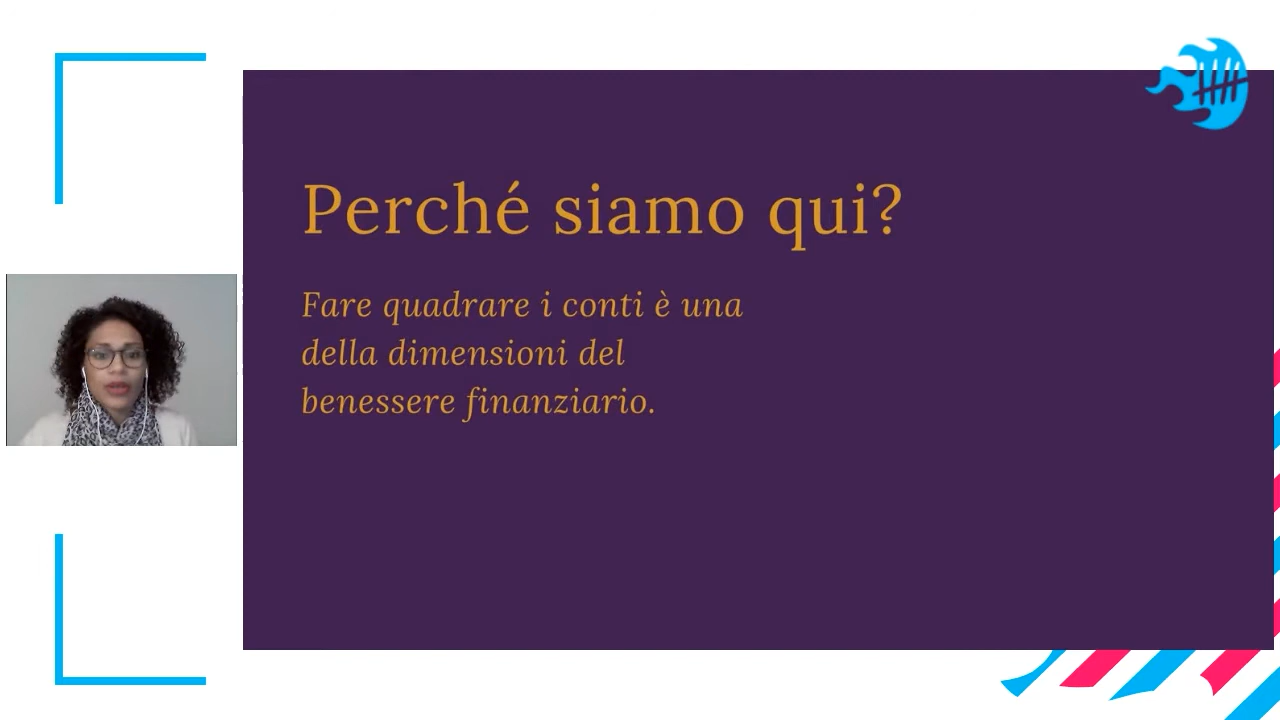 Perché siamo qui?
Fare quadrare i conti è una
della dimensioni del
benessere finanziario.